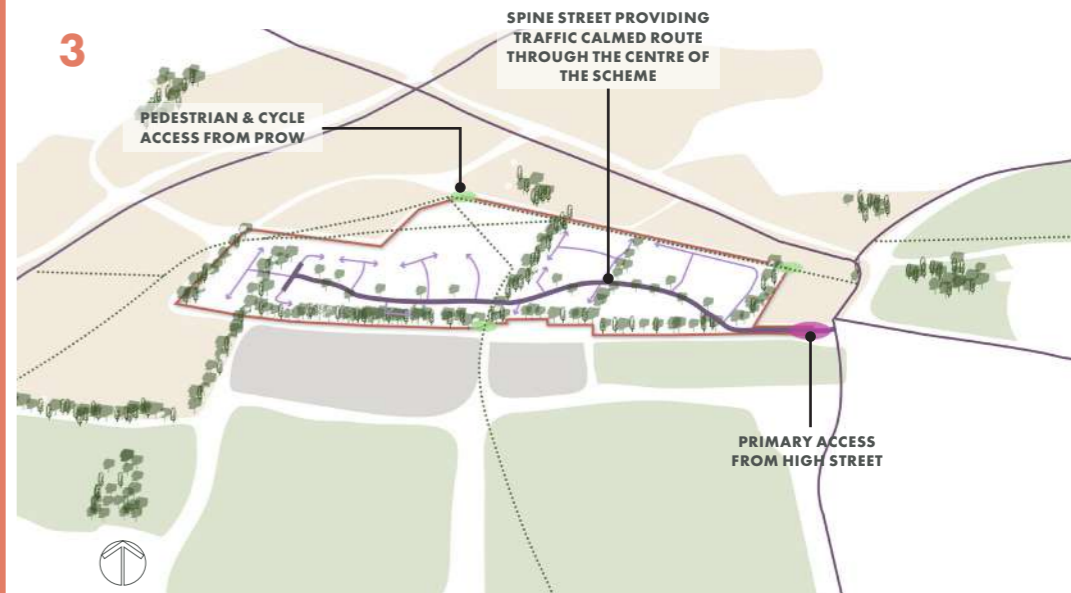 3
SPINE STREET PROVIDING
TRAFFIC CALMED ROUTE
THROUGH THE CENTRE OF
THE SCHEME
PEDESTRIAN & CYCLE
ACCESS FROM PROW
PRIMARY ACCESS
FROM HIGH STREET